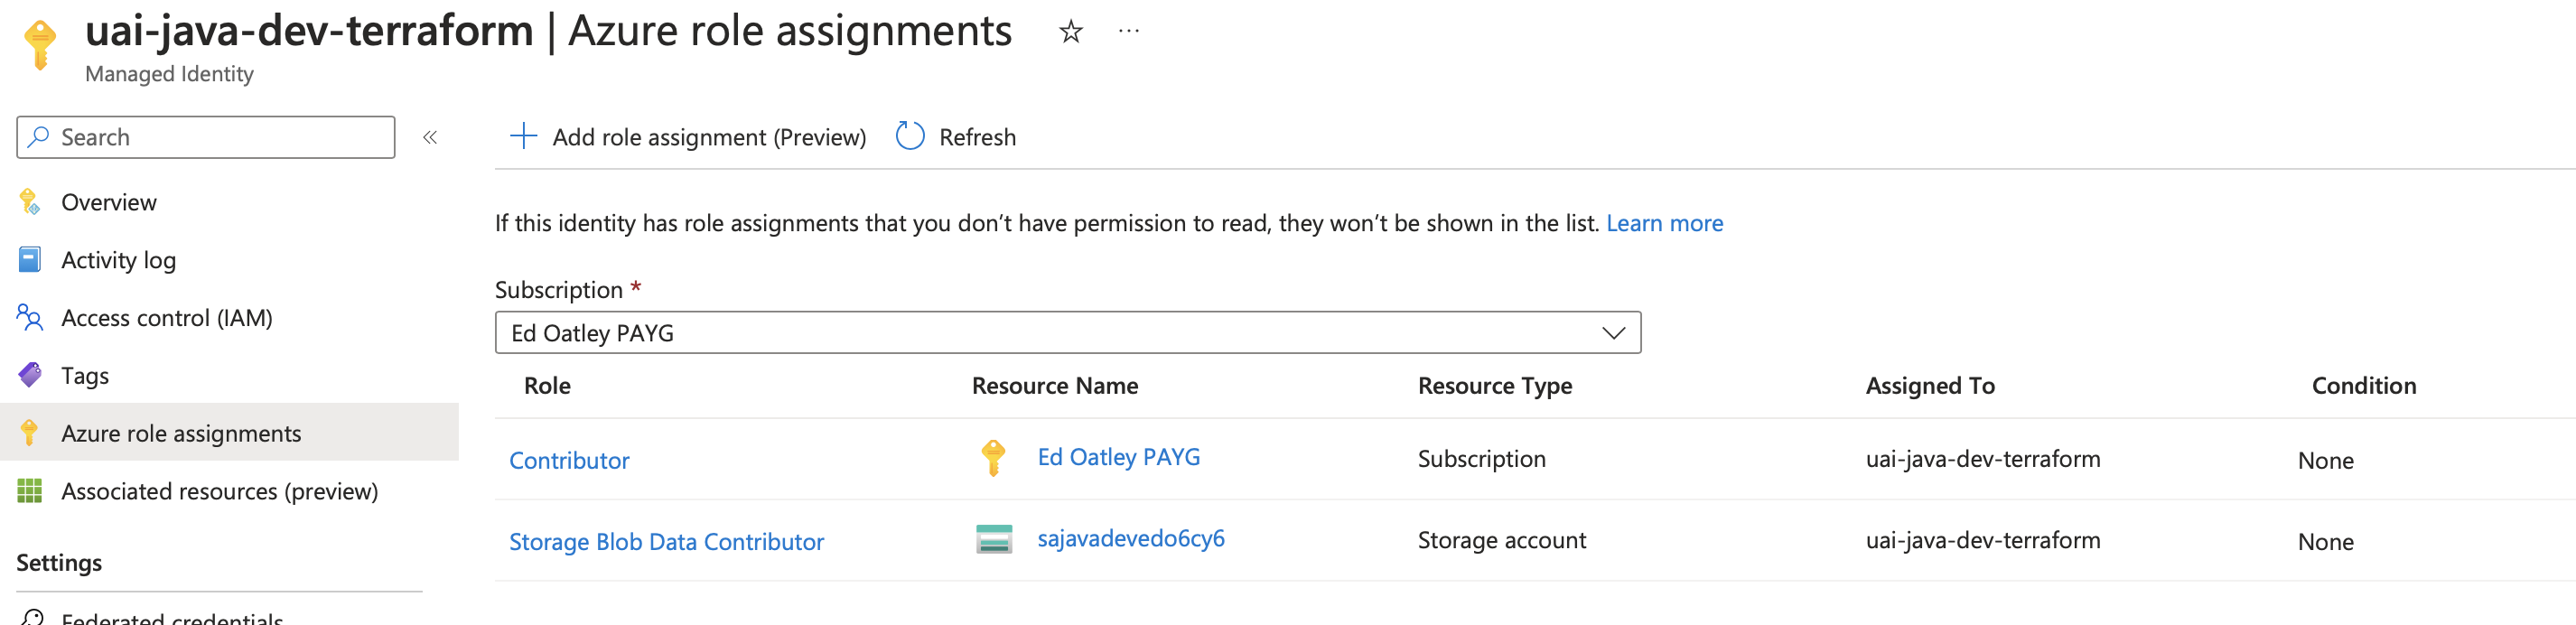 uai-java-dev-terraform | Azure role assignments
Managed Identity
Search
Add role assignment (Preview) Refresh
Overview
Activity log
Access control (IAM)
Tags
Azure role assignments
Associated resources (preview)
Settings
Federated credentials
If this identity has role assignments that you don’t have permission to read, they won’t be shown in the list. Learn more
Subscription *
Ed Oatley PAYG
Role Resource Name Resource Type Assigned To Condition
Contributor Ed Oatley PAYG Subscription uai-java-dev-terraform None
Storage Blob Data Contributor sajavadevedo6cy6 Storage account uai-java-dev-terraform None